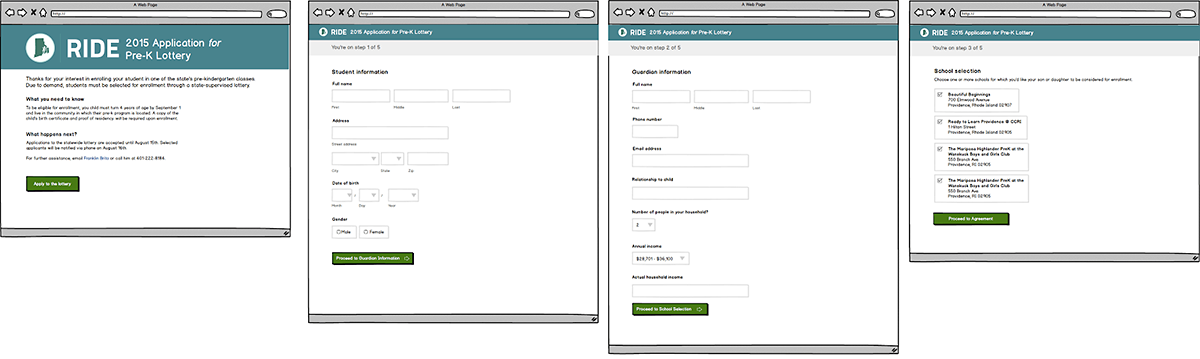 A Web Page
http://
RIDE 2015 Application for
Pre-K Lottery
Thanks for your interest in enrolling your student in one of the state's pre-kindergarten classes.
Due to demand, students must be selected for enrollment through a state-supervised lottery.
What you need to know
To be eligible for enrollment, you child must turn 4 years of age by September 1
and live in the community in which their pre-k program is located. A copy of the
child's birth certificate and proof of residency will be required upon enrollment.
What happens next?
Applications to the statewide lottery are accepted until August 15th. Selected
applicants will be notified via phone on August 16th.
For further assistance, email Franklin Brito or call him at 401-222-8184.
Apply to the lottery
A Web Page
http://
RIDE 2015 Application for Pre-K Lottery
You're on step 1 of 5
Student information
Full name
First Middle Last
Address
Street address
City State Zip
Date of birth
Month Day Year
Gender
Male Female
Proceed to Guardian Information
A Web Page
http://
RIDE 2015 Application for Pre-K Lottery
You're on step 2 of 5
Guardian information
Full name
First Middle Last
Phone number
Email address
Relationship to child
Number of people in your household?
2
Annual income
$28,701 - $36,100
Actual household income
Proceed to School Selection
A Web Page
http://
RIDE 2015 Application for Pre-K Lottery
You're on step 3 of 5
School selection
Choose one or more schools for which you'd like your son or daughter to be considered for enrollment.
Beautiful Beginnings
700 Elmwood Avenue
Providence, Rhode Island 02907
Ready to Learn Providence @ CCRI
1 Hilton Street
Providence, Rhode Island 02905
The Mariposa Highlander PreK at the
Wanskuck Boys and Girls Club
550 Branch Ave
Providence, RI 02905
The Mariposa Highlander PreK at the
Wanskuck Boys and Girls Club
550 Branch Ave
Providence, RI 02905
Proceed to Agreement